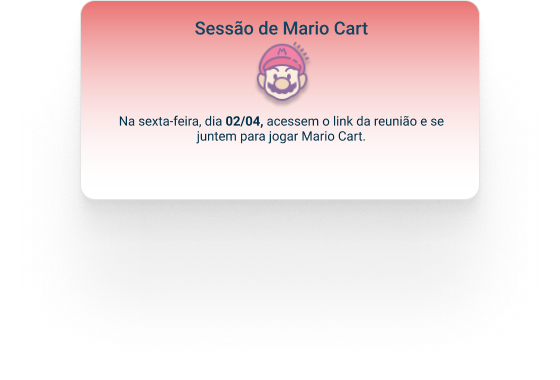 Sessão de Mario Cart
Na sexta-feira, dia 02/04, acessem o link da reunião e se
juntem para jogar Mario Cart.